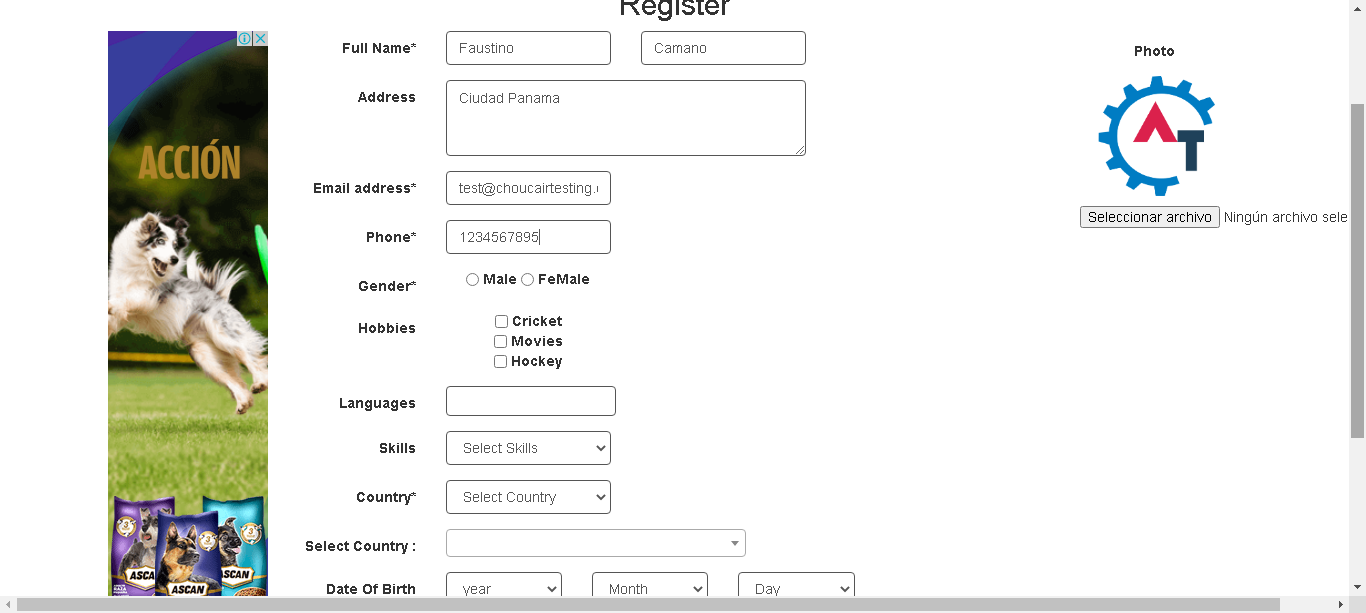 Register
Full Name*
Faustino
Camano
Photo
Address
Ciudad Panama
ACCIÓN
AT
Email address*
test@choucairtesting.
Seleccionar archivo
Ningún archivo sele
Phone*
1234567895
Gender*
Male
FeMale
Hobbies
Cricket
Movies
Hockey
Languages
Skills
Select Skills
Country*
Select Country
Select Country :
Date Of Birth
year
Month
Day
ASCAN
ASCAN
ASCAN